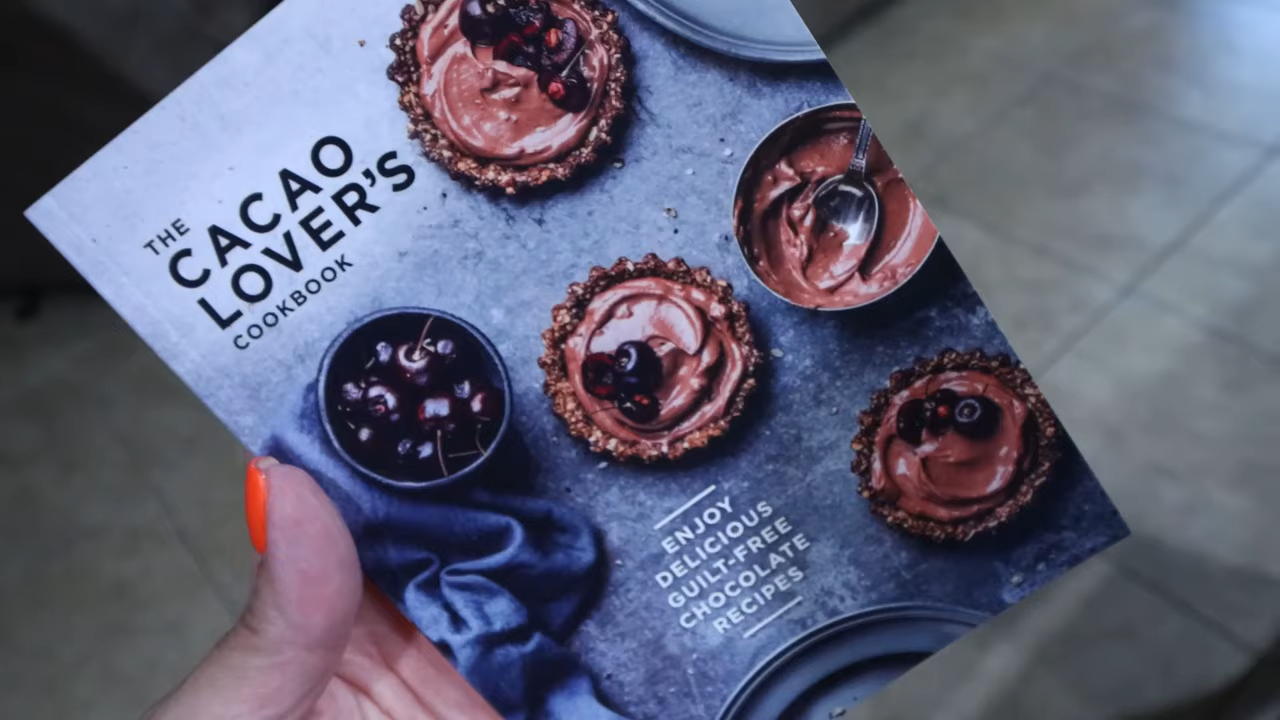 THE
CACAO
LOVER'S
COOKBOOK
ENJOY
DELICIOUS
GUILT-FREE
CHOCOLATE
RECIPES